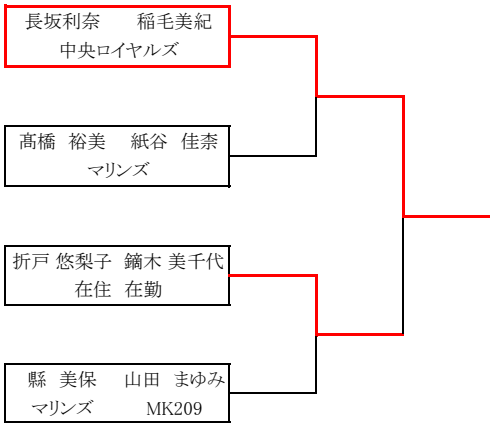 長坂利奈 稲毛美紀
中央ロイヤルズ
髙橋 裕美 紙谷 佳柰
マリンズ
折戸 悠梨子 鏑木 美千代
在住 在勤
縣 美保 山田 まゆみ
マリンズ MK209